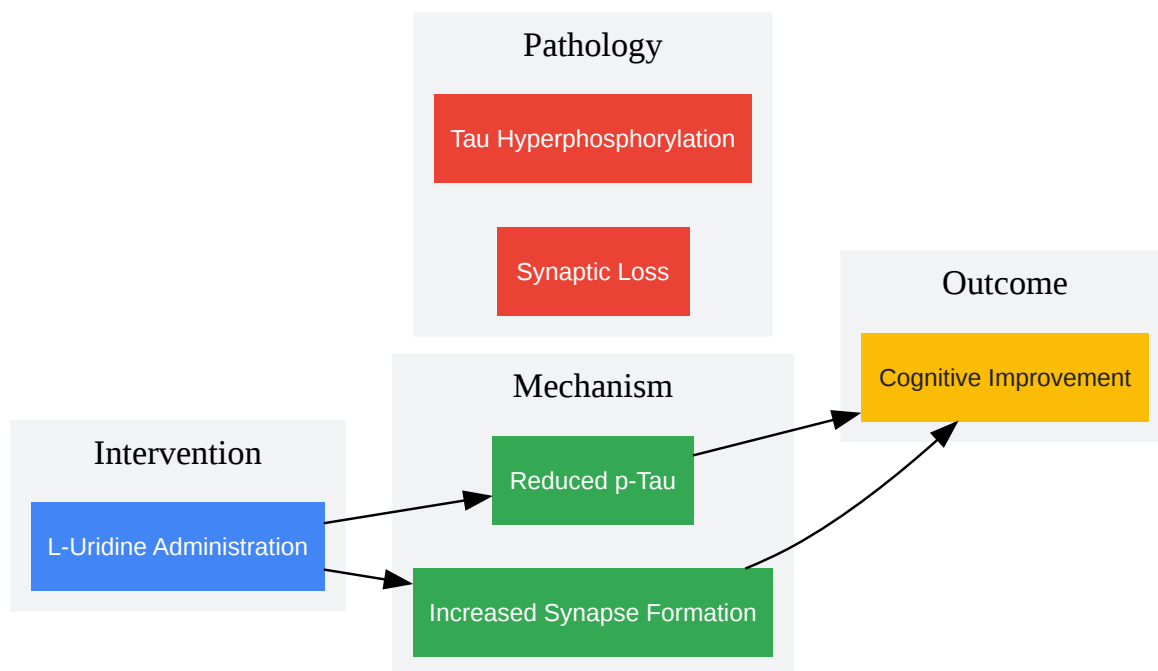 Pathology
Tau Hyperphosphorylation
Synaptic Loss
Outcome
Cognitive Improvement
Mechanism
Reduced p-Tau
Increased Synapse Formation
Intervention
L-Uridine Administration